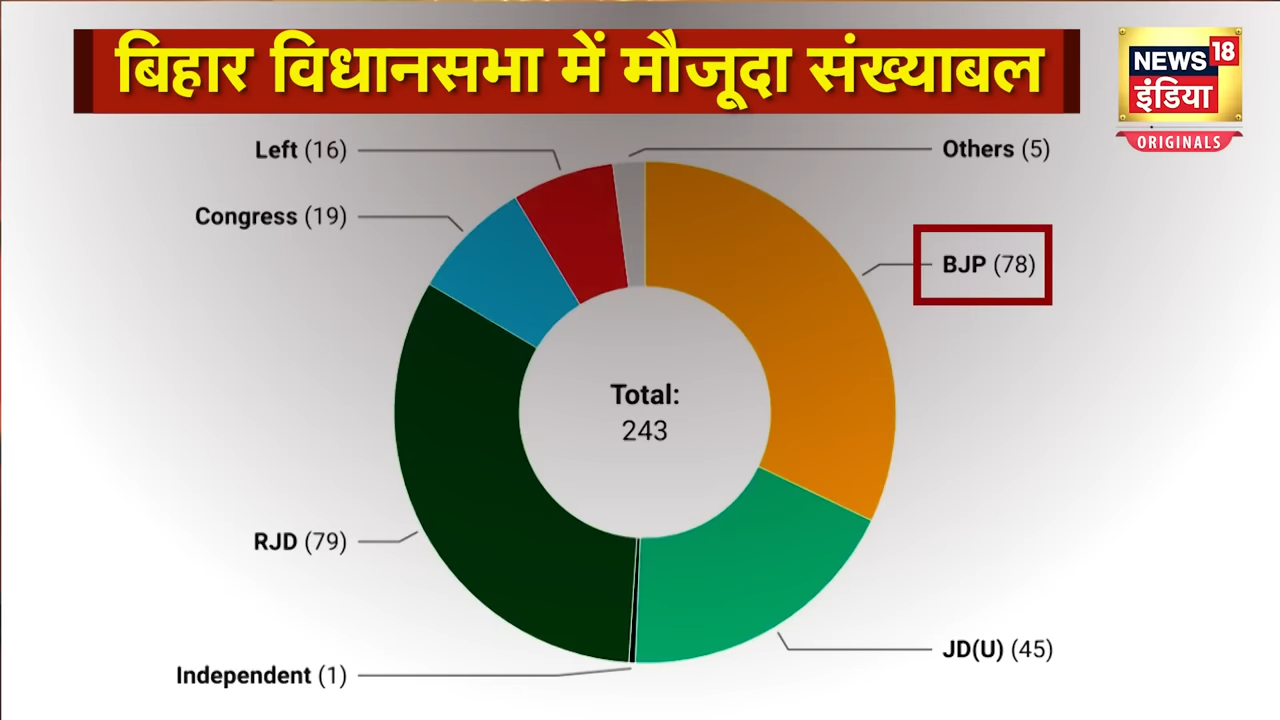 बिहार विधानसभा में मौजूदा संख्याबल
NEWS 18
इंडिया
ORIGINALS
Left (16)
Others (5)
Congress (19)
BJP (78)
Total:
243
RJD (79)
JD(U) (45)
Independent (1)